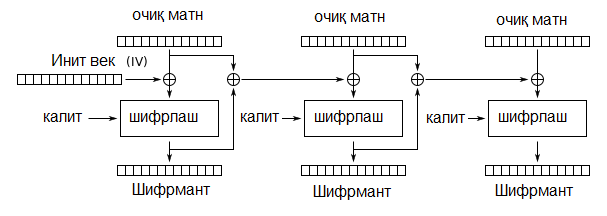 очиқ матн
очиқ матн
очиқ матн
Инит век (IV)
калит
шифрлаш
калит
шифрлаш
калит
шифрлаш
Шифрмант
Шифрмант
Шифрмант